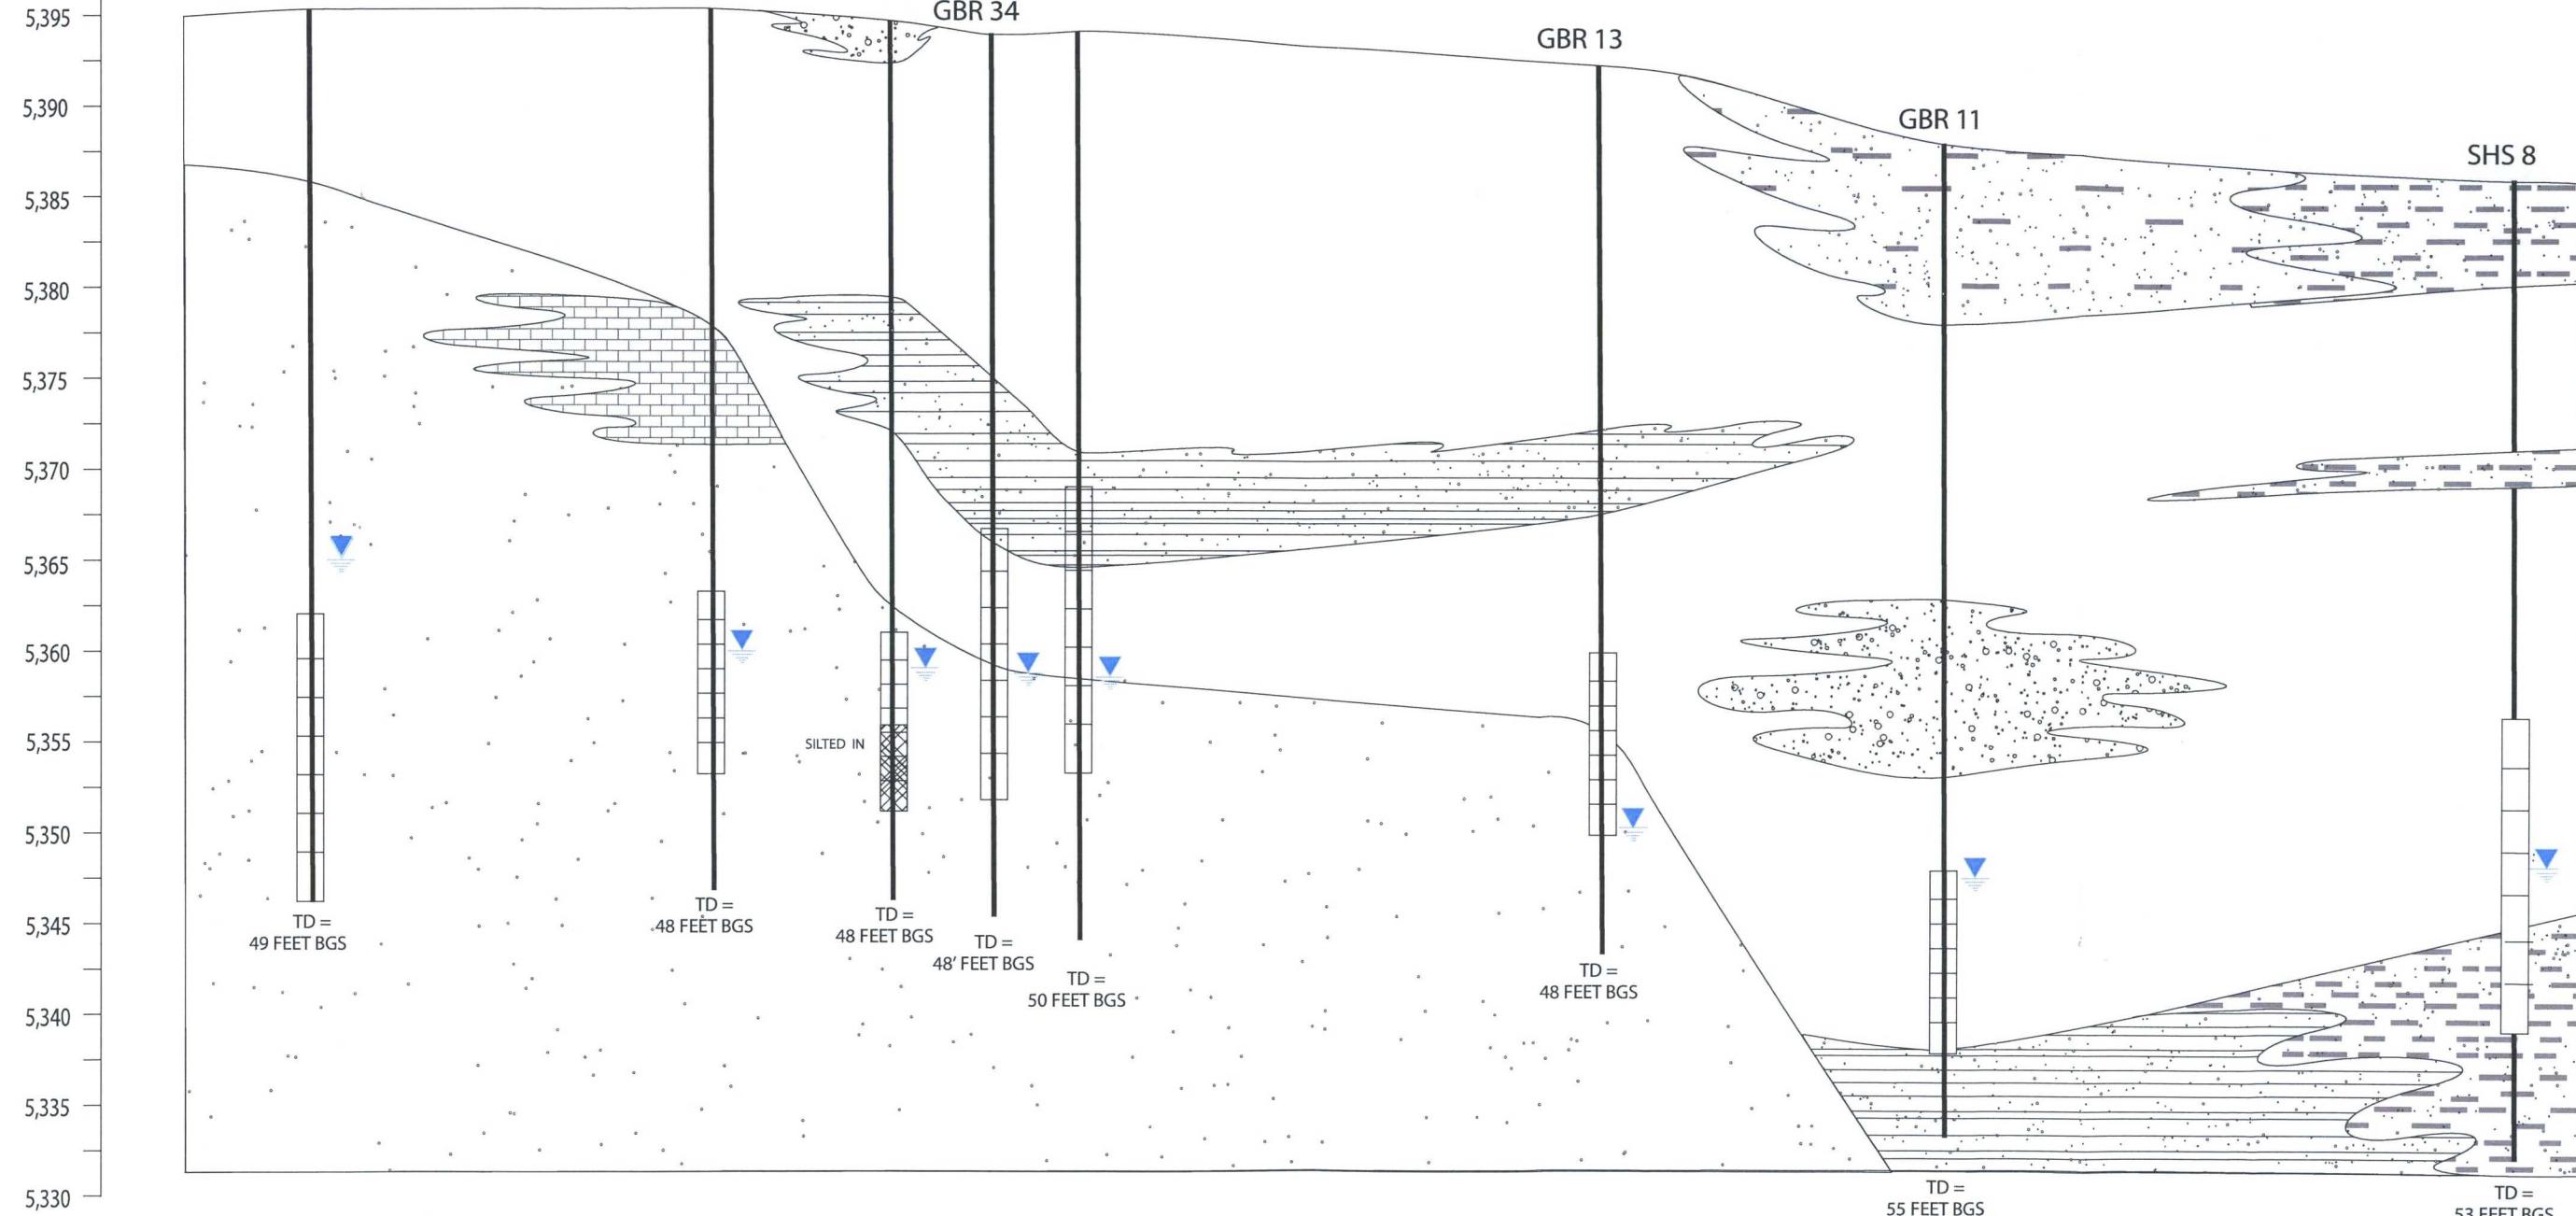 5,395
5,390
5,385
5,380
5,375
5,370
5,365
5,360
5,355
5,350
5,345
5,340
5,335
5,330
GBR 34
GBR 13
GBR 11
SHS 8
SILTED IN
TD =
49 FEET BGS
TD =
48 FEET BGS
TD =
48 FEET BGS
TD =
48' FEET BGS
TD =
50 FEET BGS
TD =
48 FEET BGS
TD =
55 FEET BGS
TD =
53 FEET BGS